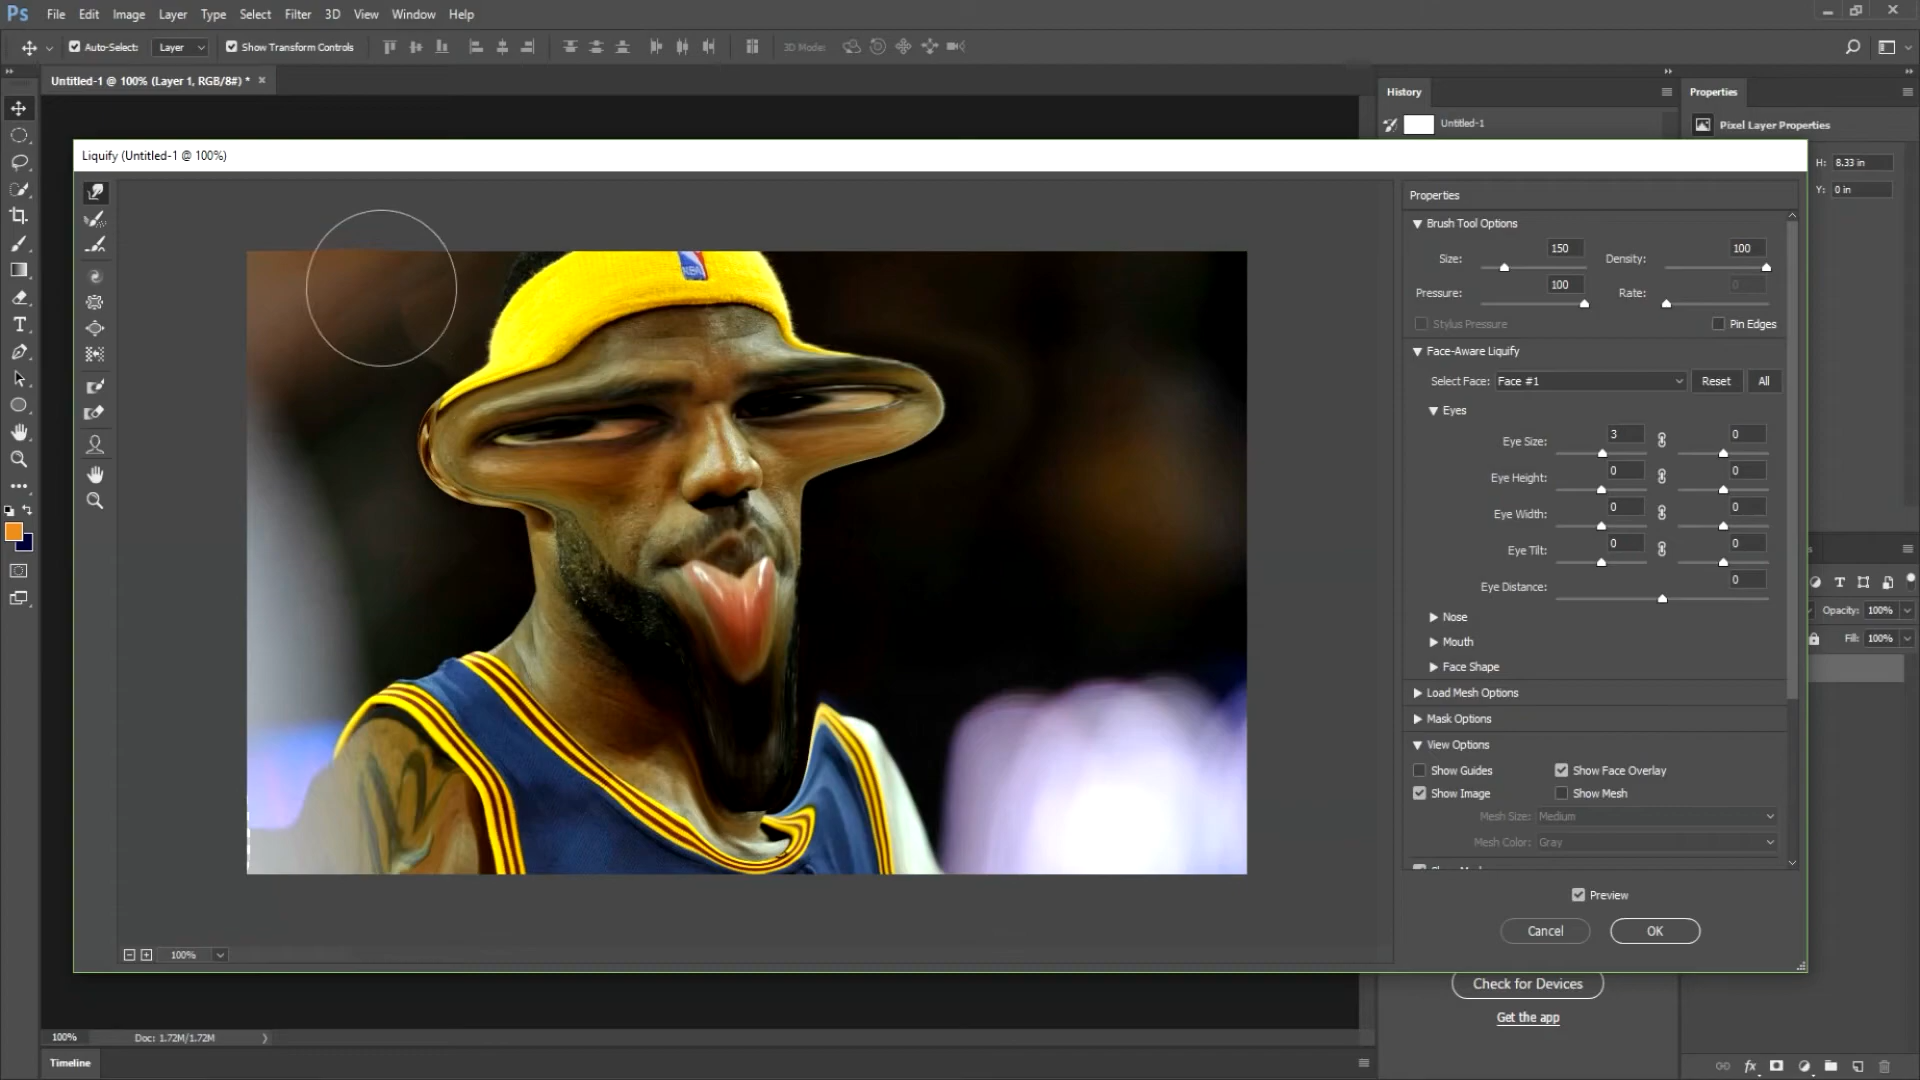 Ps File Edit Image Layer Type Select Filter 3D View Window Help
Auto-Select: Layer Show Transform Controls 3D Mode:
Untitled-1 @ 100% (Layer 1, RGB/8#) * ×
History Properties
Untitled-1 Pixel Layer Properties
Liquify (Untitled-1 @ 100%)
H: 8.33 in
Y: 0 in
Properties
Brush Tool Options
Size: 150 Density: 100
Pressure: 100 Rate: 0
Stylus Pressure Pin Edges
Face-Aware Liquify
Select Face: Face #1 Reset All
Eyes
Eye Size: 3 0
Eye Height: 0 0
Eye Width: 0 0
Eye Tilt: 0 0
Eye Distance: 0
Nose
Mouth
Face Shape
Load Mesh Options
Mask Options
View Options
Show Guides Show Face Overlay
Show Image Show Mesh
Mesh Size: Medium
Mesh Color: Gray
Preview
Cancel OK
100%
NBA
Opacity: 100%
Fill: 100%
Check for Devices
Get the app
100% Doc: 1.72M/1.72M
Timeline